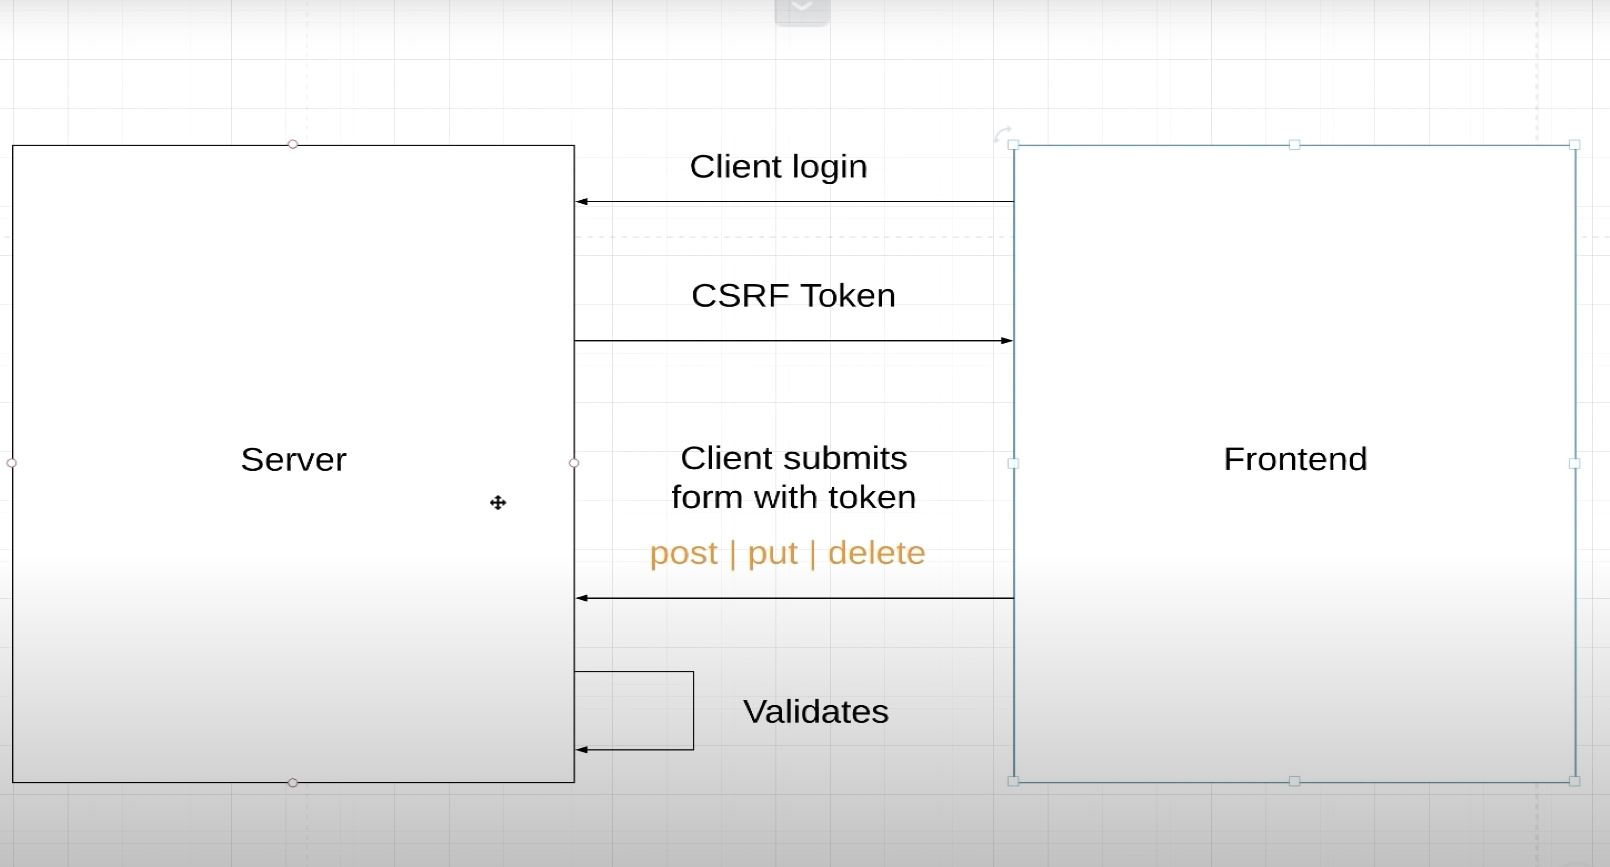 Client login
CSRF Token
Server
Client submits
form with token
Frontend
post | put | delete
Validates